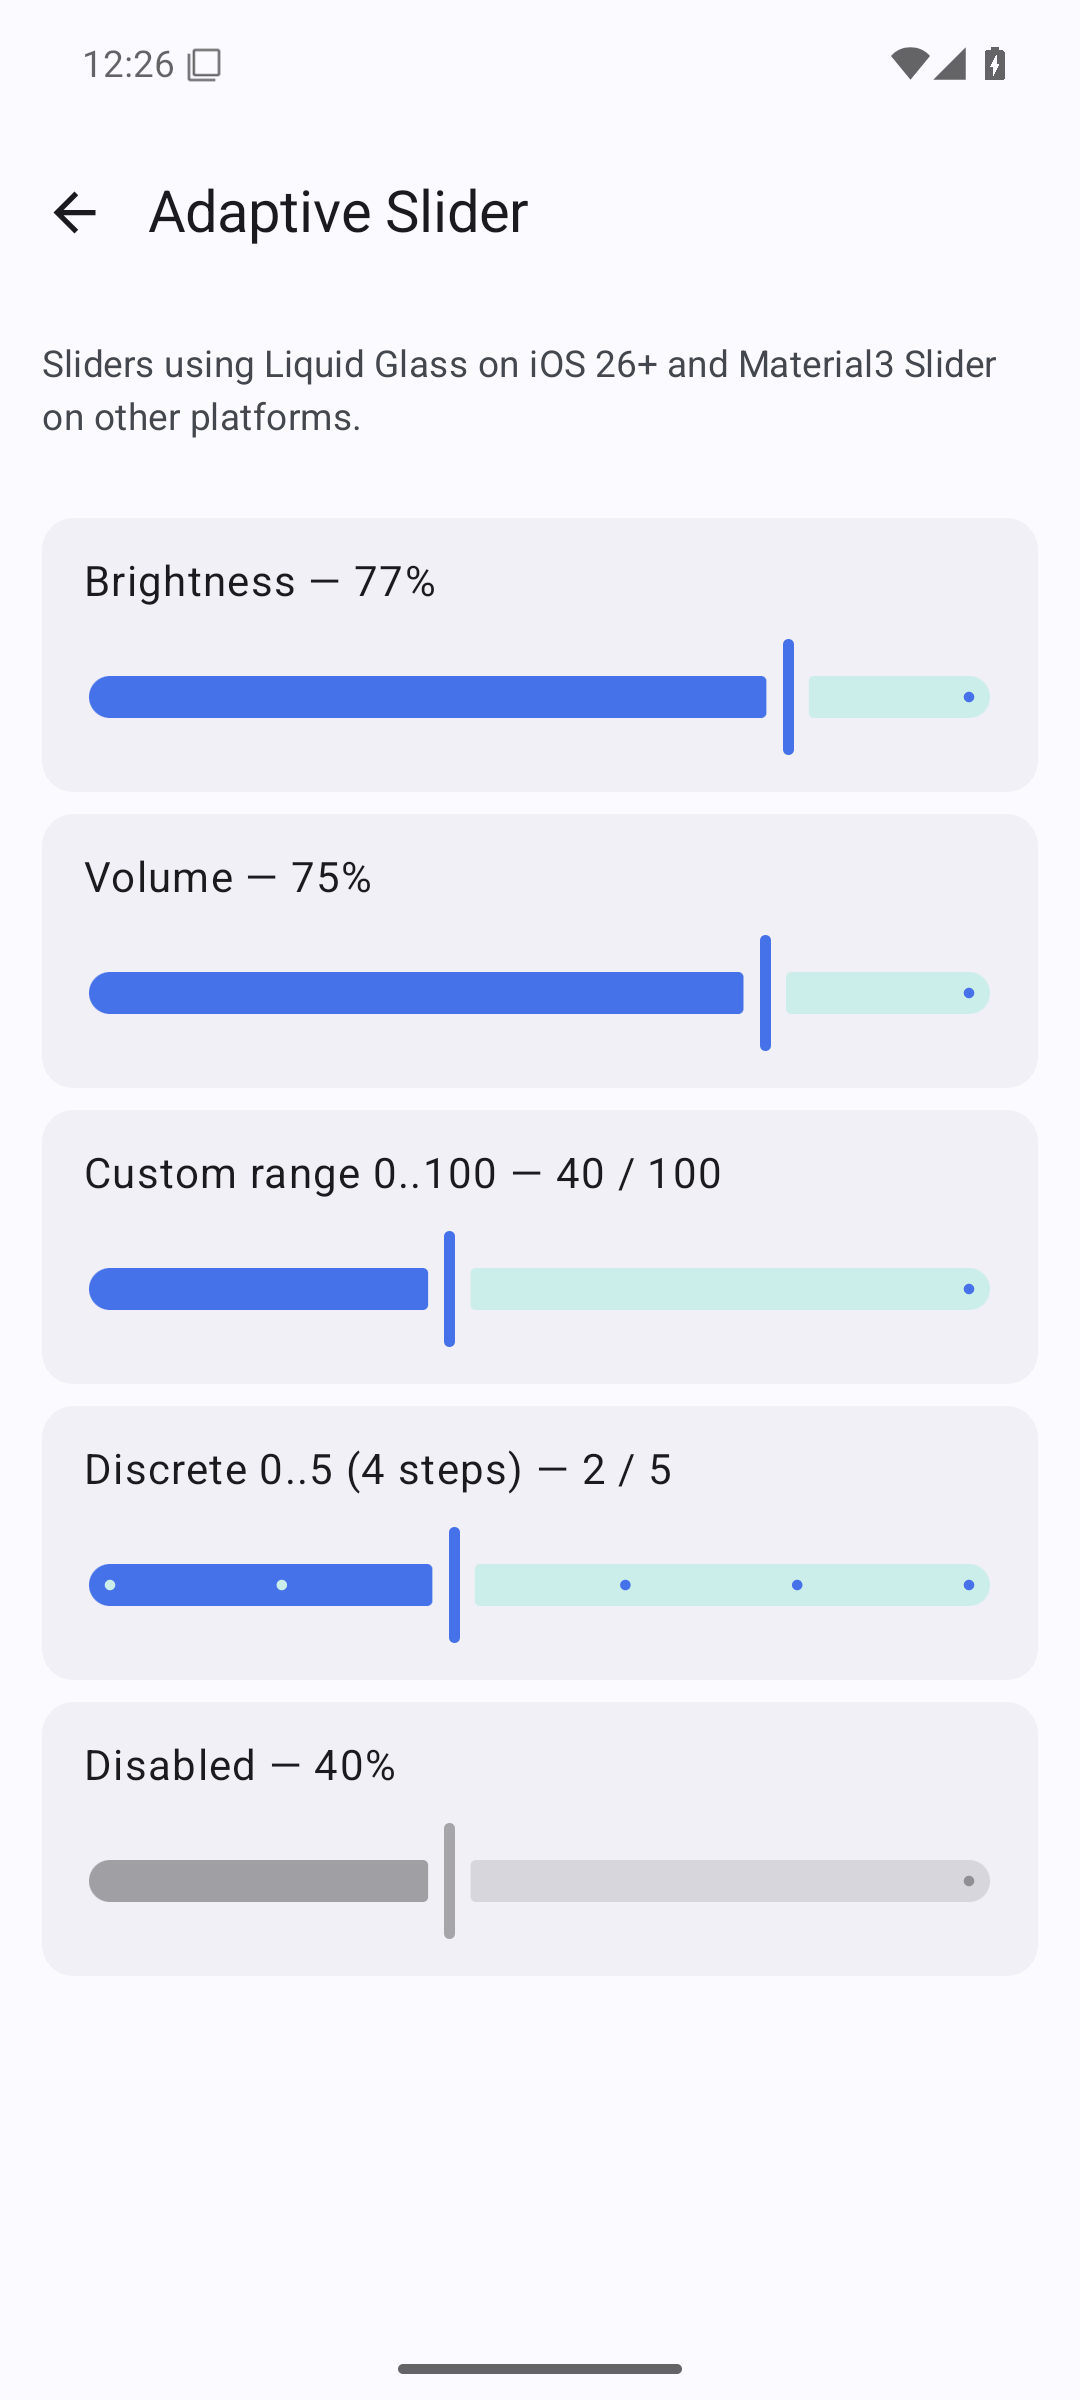 12:26
Adaptive Slider
Sliders using Liquid Glass on iOS 26+ and Material3 Slider
on other platforms.
Brightness — 77%
Volume — 75%
Custom range 0..100 — 40 / 100
Discrete 0..5 (4 steps) — 2 / 5
Disabled — 40%